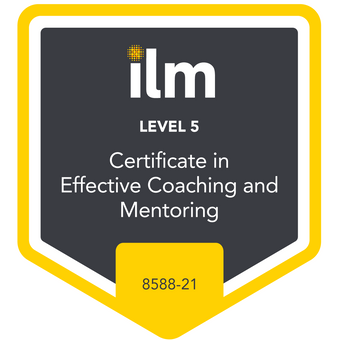 ilm
LEVEL 5
Certificate in
Effective Coaching and
Mentoring
8588-21